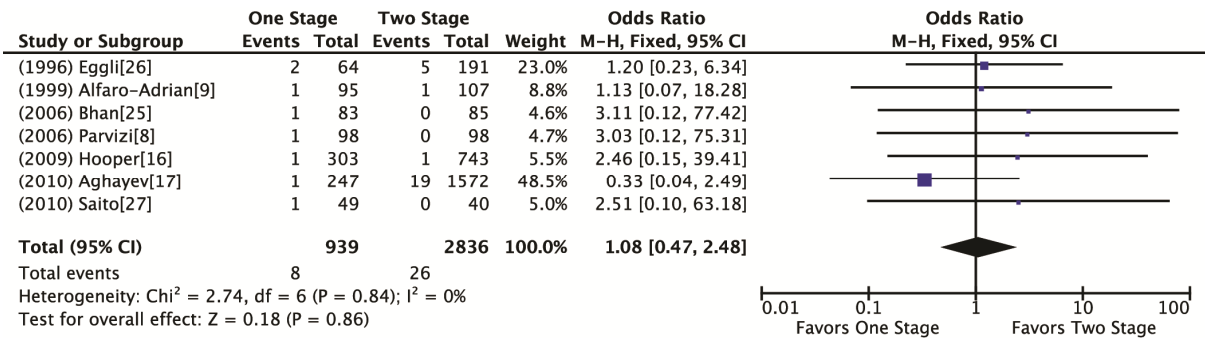 One Stage Two Stage Odds Ratio Odds Ratio
Study or Subgroup Events Total Events Total Weight M-H, Fixed, 95% CI M-H, Fixed, 95% CI
(1996) Eggli[26] 2 64 5 191 23.0% 1.20 [0.23, 6.34]
(1999) Alfaro-Adrian[9] 1 95 1 107 8.8% 1.13 [0.07, 18.28]
(2006) Bhan[25] 1 83 0 85 4.6% 3.11 [0.12, 77.42]
(2006) Parvizi[8] 1 98 0 98 4.7% 3.03 [0.12, 75.31]
(2009) Hooper[16] 1 303 1 743 5.5% 2.46 [0.15, 39.41]
(2010) Aghayev[17] 1 247 19 1572 48.5% 0.33 [0.04, 2.49]
(2010) Saito[27] 1 49 0 40 5.0% 2.51 [0.10, 63.18]
Total (95% CI) 939 2836 100.0% 1.08 [0.47, 2.48]
Total events 8 26
Heterogeneity: Chi² = 2.74, df = 6 (P = 0.84); I² = 0%
Test for overall effect: Z = 0.18 (P = 0.86)
0.01 0.1 1 10 100
Favors One Stage Favors Two Stage